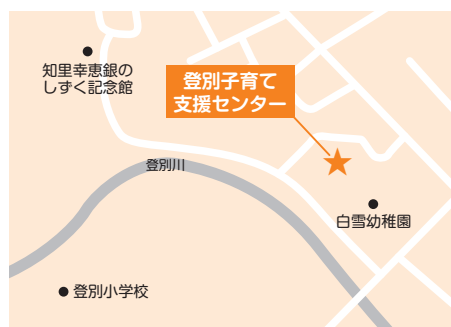 知里幸恵銀の
しずく記念館
登別子育て
支援センター
登別川
白雪幼稚園
登別小学校